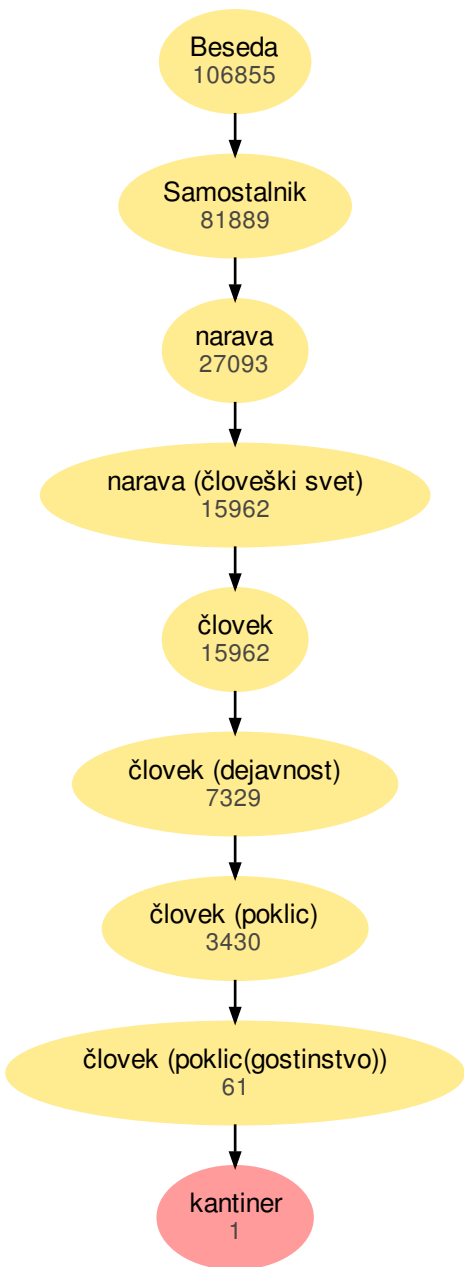 Beseda
106855
Samostalnik
81889
narava
27093
narava (človeški svet)
15962
človek
15962
človek (dejavnost)
7329
človek (poklic)
3430
človek (poklic(gostinstvo))
61
kantiner
1